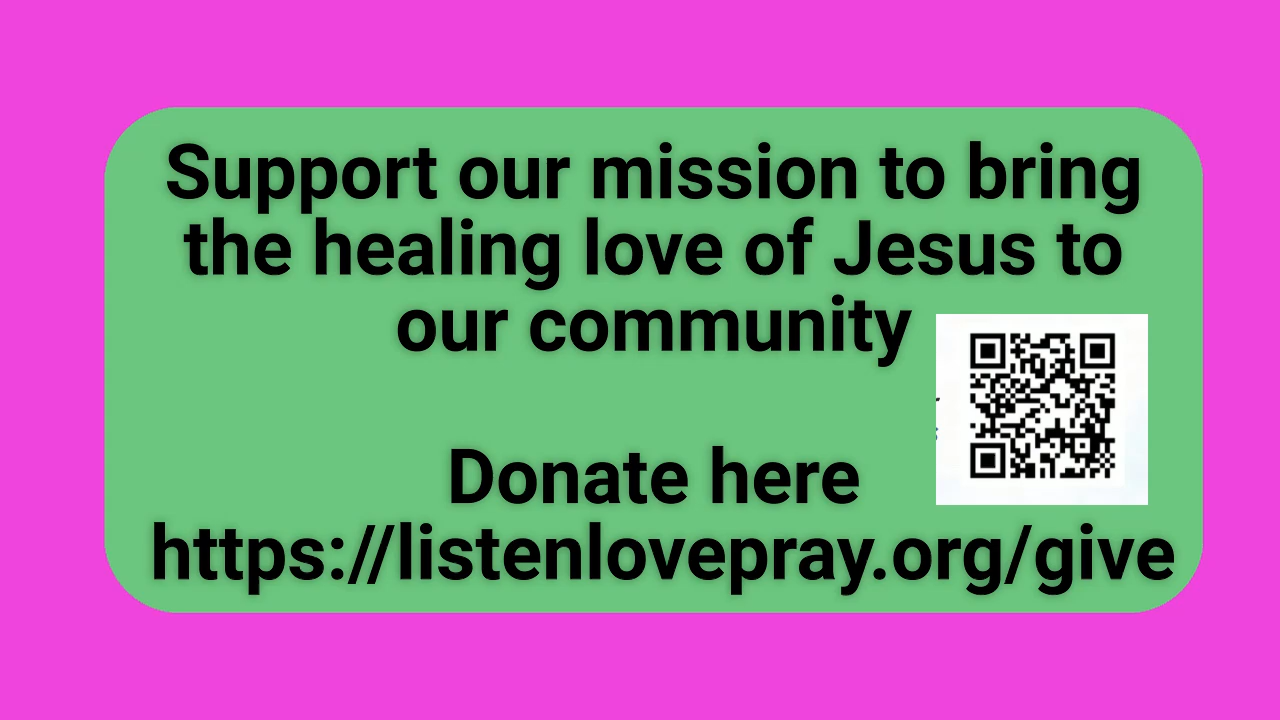 Support our mission to bring
the healing love of Jesus to
our community
Donate here
https://listenlovepray.org/give